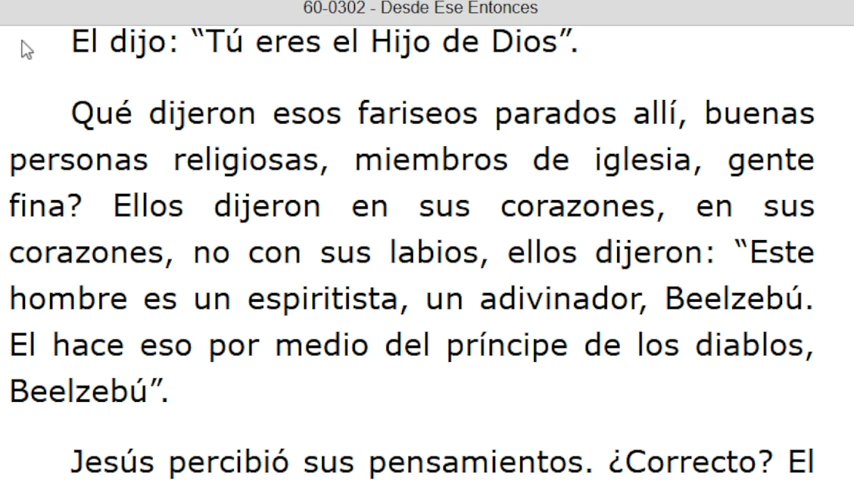 60-0302 - Desde Ese Entonces
El dijo: “Tú eres el Hijo de Dios”.
Qué dijeron esos fariseos parados allí, buenas
personas religiosas, miembros de iglesia, gente
fina? Ellos dijeron en sus corazones, en sus
corazones, no con sus labios, ellos dijeron: “Este
hombre es un espiritista, un adivinador, Beelzebú.
El hace eso por medio del príncipe de los diablos,
Beelzebú”.
Jesús percibió sus pensamientos. ¿Correcto? El